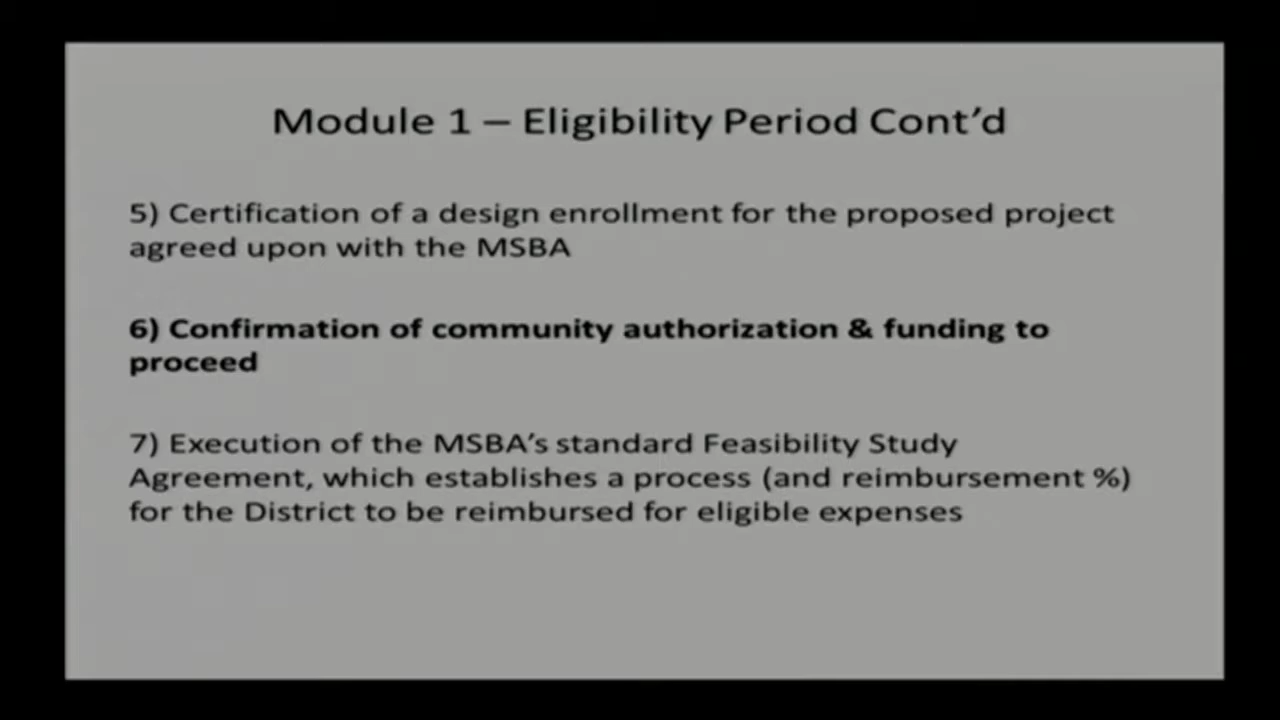 Module 1 – Eligibility Period Cont’d
5) Certification of a design enrollment for the proposed project
agreed upon with the MSBA
6) Confirmation of community authorization & funding to
proceed
7) Execution of the MSBA’s standard Feasibility Study
Agreement, which establishes a process (and reimbursement %)
for the District to be reimbursed for eligible expenses